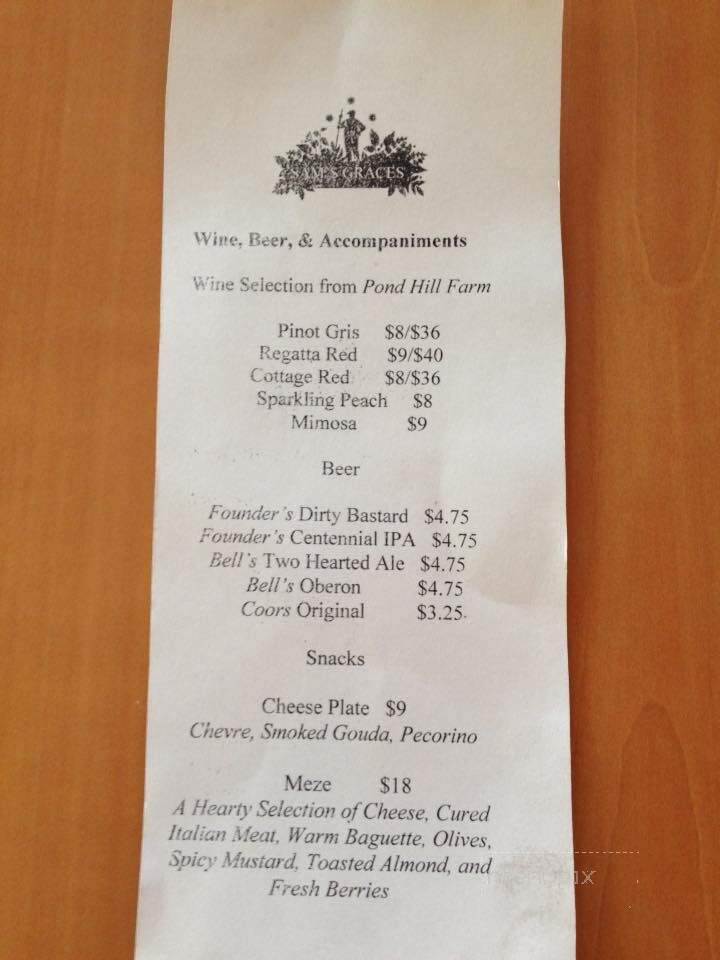 SAM'S GRACES
Wine, Beer, & Accompaniments
Wine Selection from Pond Hill Farm
Pinot Gris $8/$36
Regatta Red $9/$40
Cottage Red $8/$36
Sparkling Peach $8
Mimosa $9
Beer
Founder's Dirty Bastard $4.75
Founder's Centennial IPA $4.75
Bell's Two Hearted Ale $4.75
Bell's Oberon $4.75
Coors Original $3.25
Snacks
Cheese Plate $9
Chevre, Smoked Gouda, Pecorino
Meze $18
A Hearty Selection of Cheese, Cured
Italian Meat, Warm Baguette, Olives,
Spicy Mustard, Toasted Almond, and
Fresh Berries